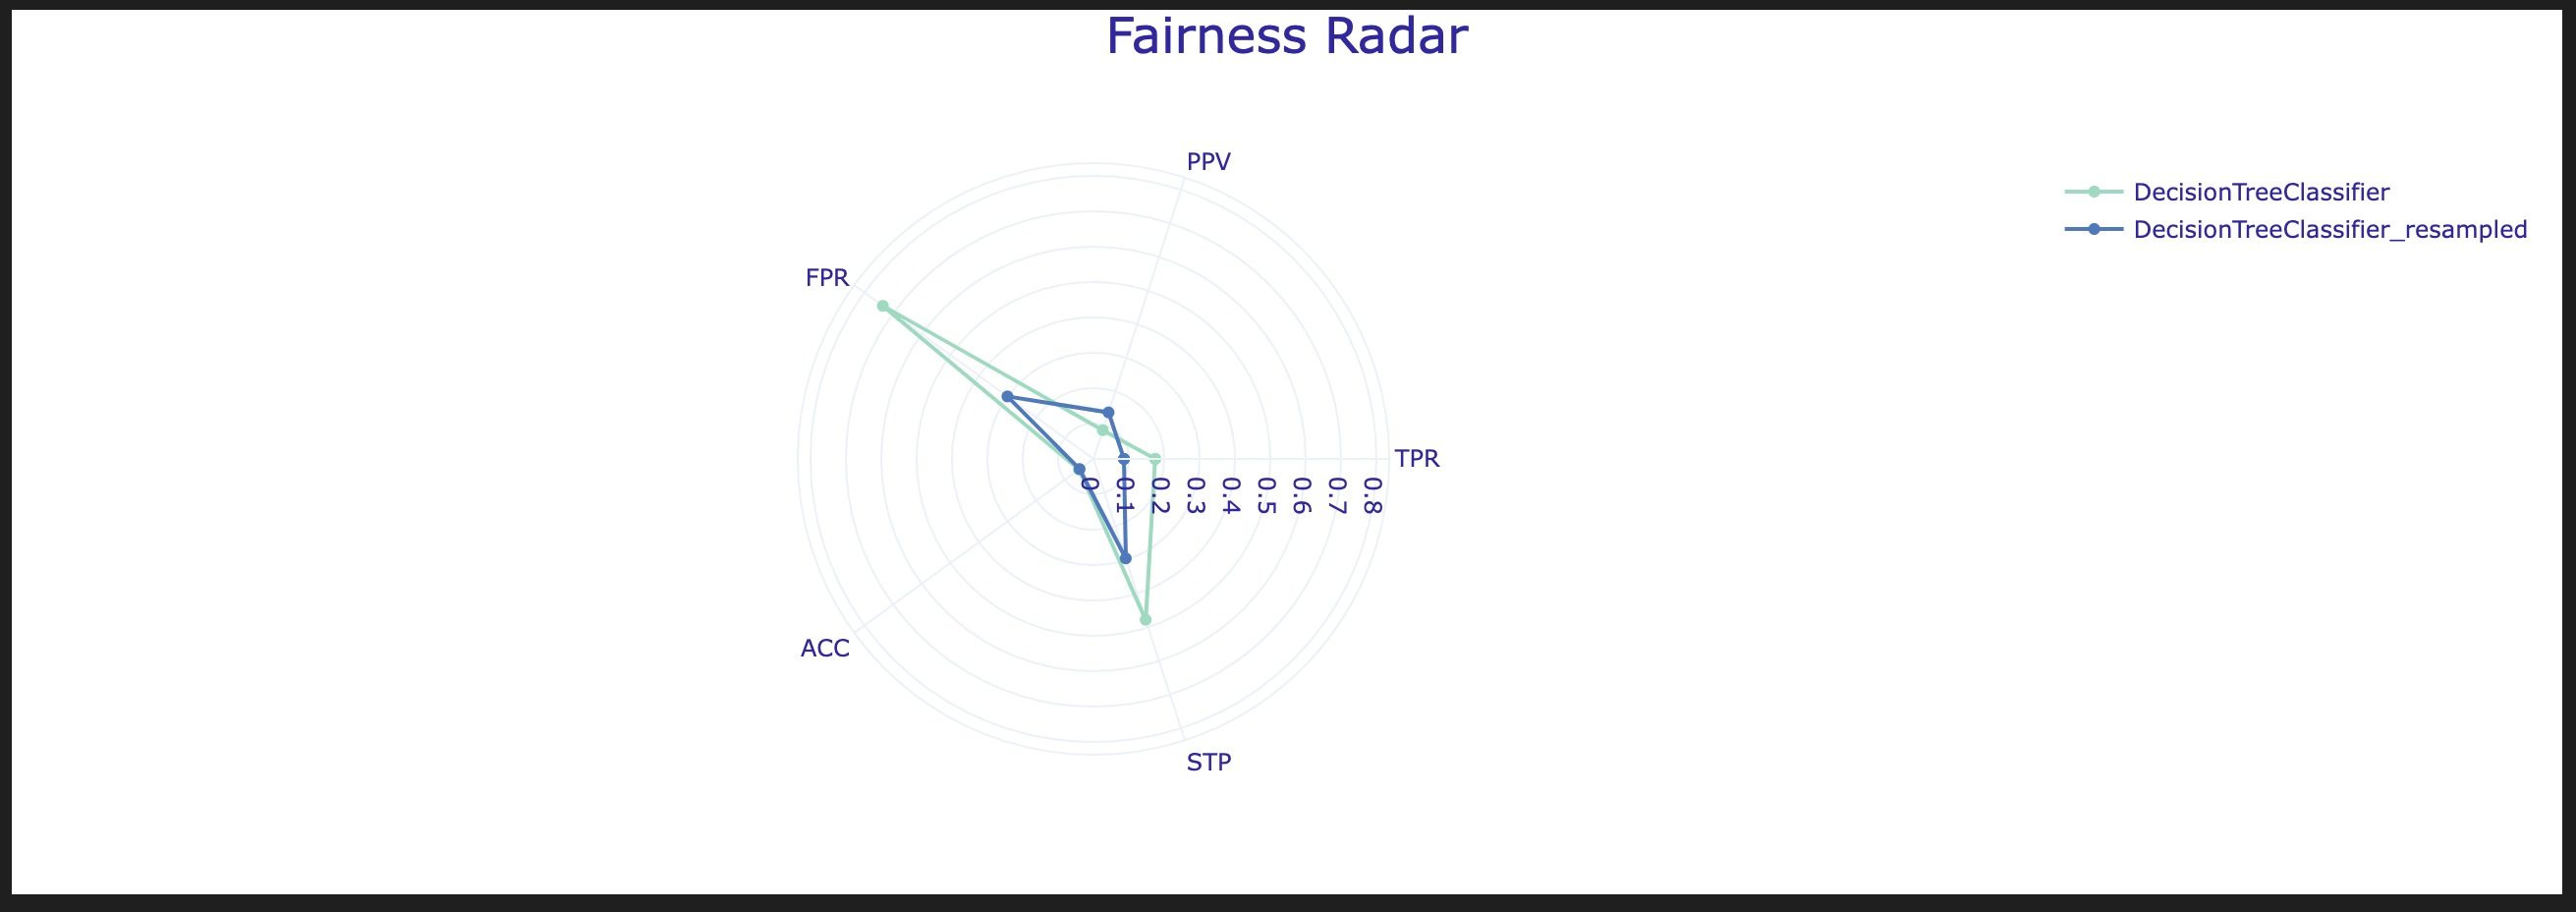 Fairness Radar
PPV
DecisionTreeClassifier
DecisionTreeClassifier_resampled
FPR
TPR
0
0.1
0.2
0.3
0.4
0.5
0.6
0.7
0.8
ACC
STP